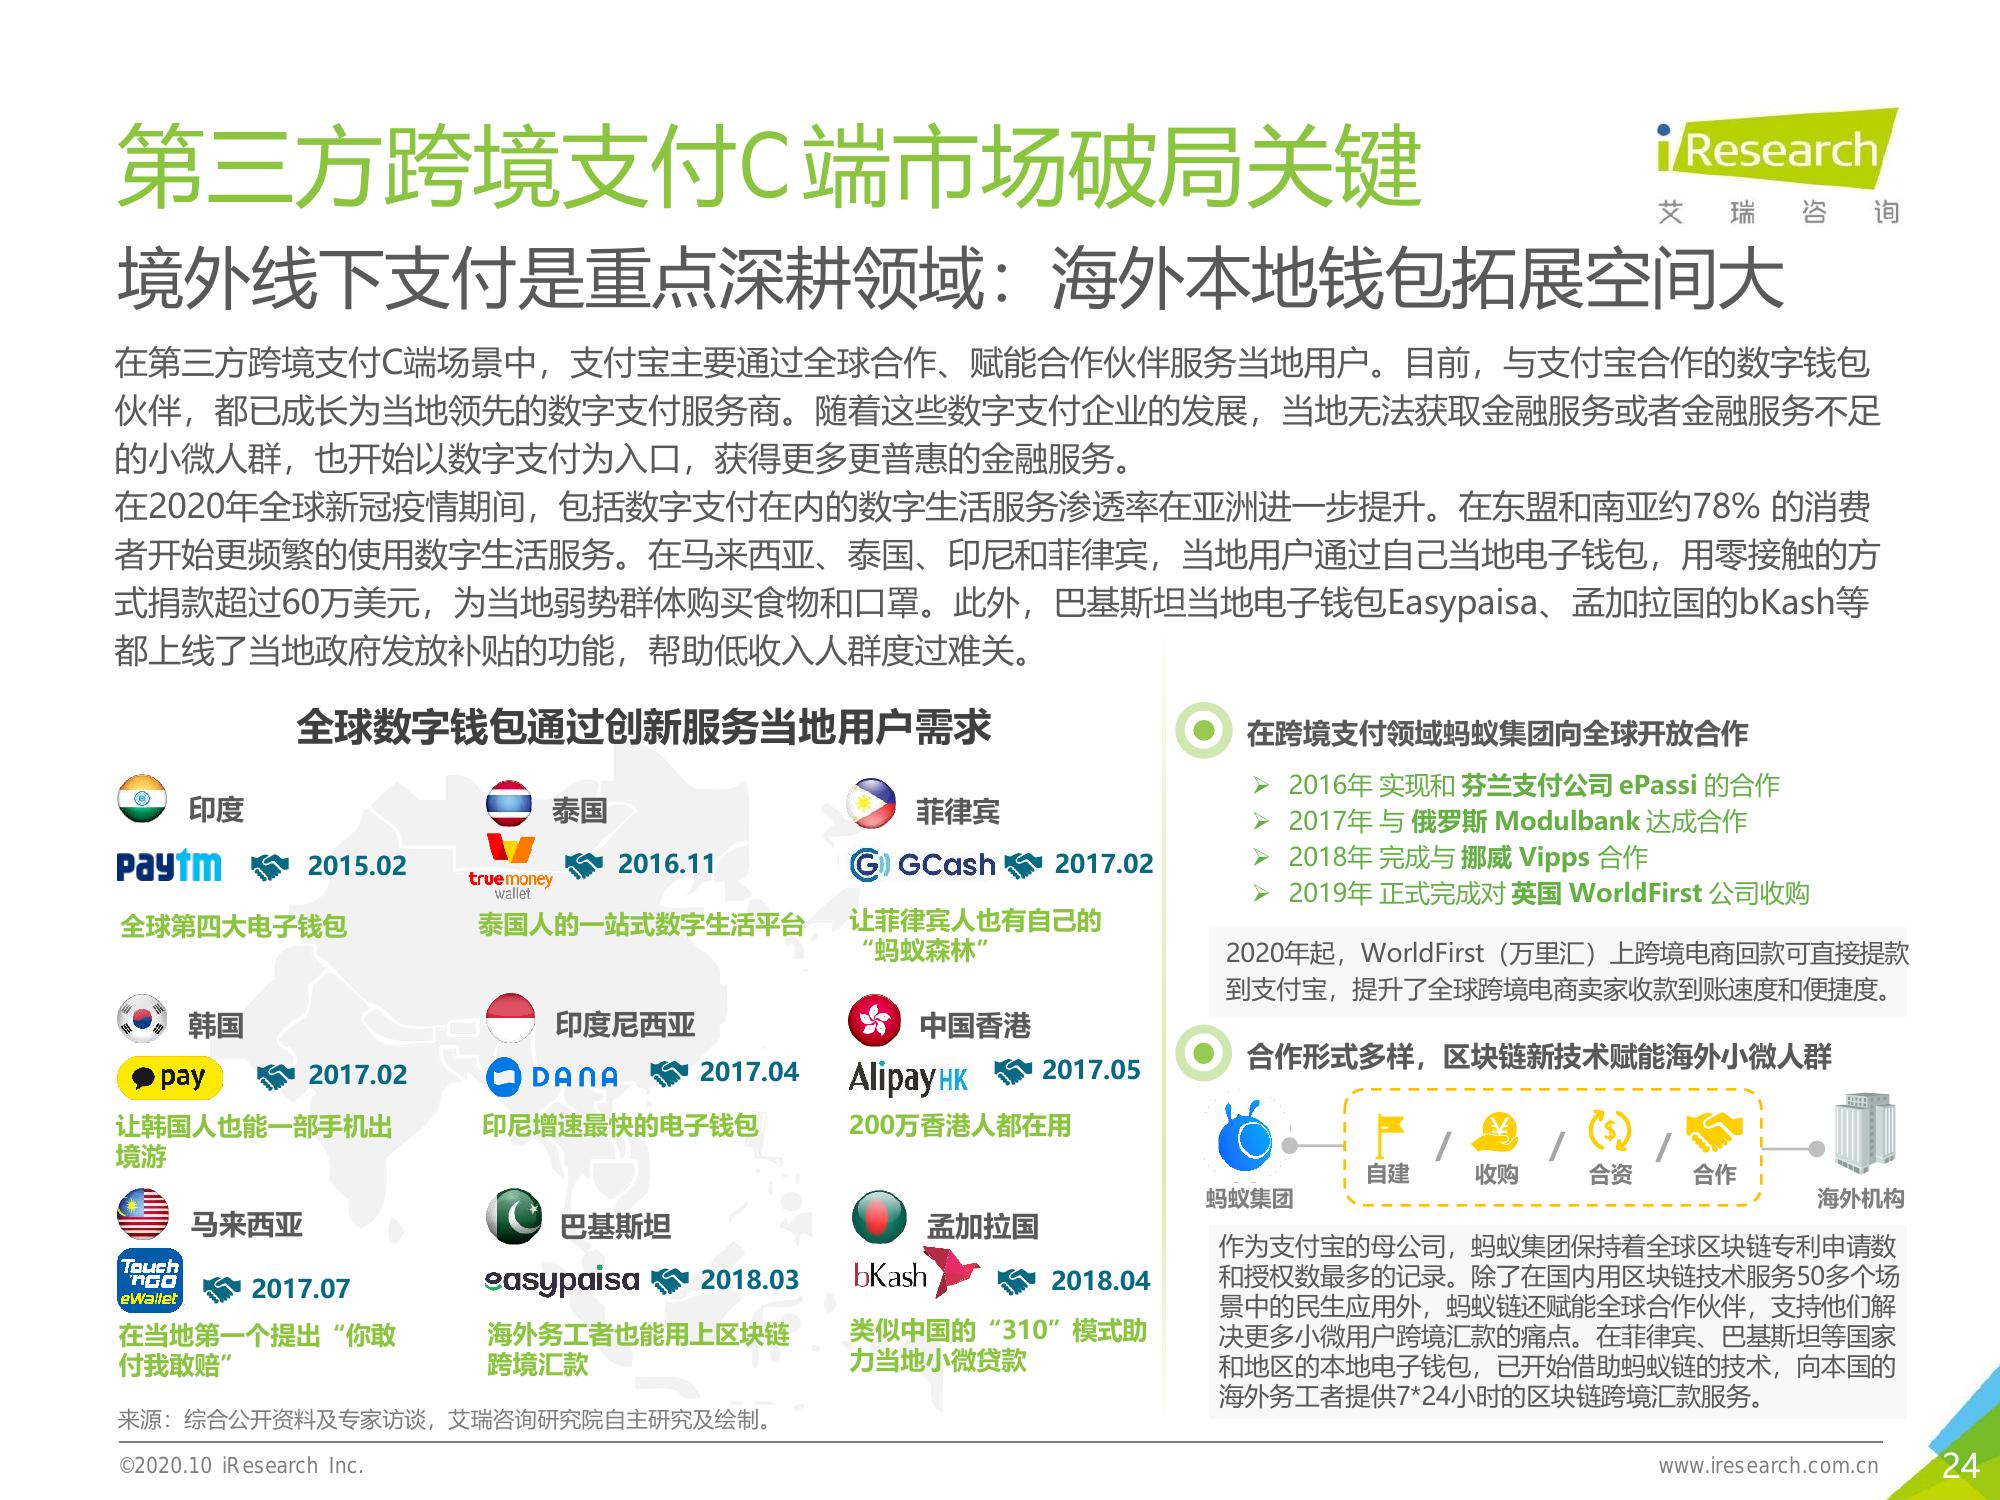 第三方跨境支付C端市场破局关键
iResearch
艾瑞咨询
境外线下支付是重点深耕领域：海外本地钱包拓展空间大
在第三方跨境支付C端场景中，支付宝主要通过全球合作、赋能合作伙伴服务当地用户。目前，与支付宝合作的数字钱包
伙伴，都已成长为当地领先的数字支付服务商。随着这些数字支付企业的发展，当地无法获取金融服务或者金融服务不足
的小微人群，也开始以数字支付为入口，获得更多更普惠的金融服务。
在2020年全球新冠疫情期间，包括数字支付在内的数字生活服务渗透率在亚洲进一步提升。在东盟和南亚约78% 的消费
者开始更频繁的使用数字生活服务。在马来西亚、泰国、印尼和菲律宾，当地用户通过自己当地电子钱包，用零接触的方
式捐款超过60万美元，为当地弱势群体购买食物和口罩。此外，巴基斯坦当地电子钱包Easypaisa、孟加拉国的bKash等
都上线了当地政府发放补贴的功能，帮助低收入人群度过难关。
全球数字钱包通过创新服务当地用户需求
印度
paytm 2015.02
全球第四大电子钱包
泰国
truemoney
wallet
2016.11
泰国人的一站式数字生活平台
菲律宾
GCash 2017.02
让菲律宾人也有自己的
“蚂蚁森林”
韩国
pay 2017.02
让韩国人也能一部手机出
境游
印度尼西亚
DANA 2017.04
印尼增速最快的电子钱包
中国香港
AlipayHK 2017.05
200万香港人都在用
马来西亚
Touch
'nGO
eWallet
2017.07
在当地第一个提出“你敢
付我敢赔”
巴基斯坦
easypaisa 2018.03
海外务工者也能用上区块链
跨境汇款
孟加拉国
bKash 2018.04
类似中国的“310”模式助
力当地小微贷款
在跨境支付领域蚂蚁集团向全球开放合作
2016年 实现和 芬兰支付公司 ePassi 的合作
2017年 与 俄罗斯 Modulbank 达成合作
2018年 完成与 挪威 Vipps 合作
2019年 正式完成对 英国 WorldFirst 公司收购
2020年起，WorldFirst（万里汇）上跨境电商回款可直接提款
到支付宝，提升了全球跨境电商卖家收款到账速度和便捷度。
合作形式多样，区块链新技术赋能海外小微人群
蚂蚁集团
自建 / 收购 / 合资 / 合作
海外机构
作为支付宝的母公司，蚂蚁集团保持着全球区块链专利申请数
和授权数最多的记录。除了在国内用区块链技术服务50多个场
景中的民生应用外，蚂蚁链还赋能全球合作伙伴，支持他们解
决更多小微用户跨境汇款的痛点。在菲律宾、巴基斯坦等国家
和地区的本地电子钱包，已开始借助蚂蚁链的技术，向本国的
海外务工者提供7*24小时的区块链跨境汇款服务。
来源：综合公开资料及专家访谈，艾瑞咨询研究院自主研究及绘制。
©2020.10 iResearch Inc.
www.iresearch.com.cn
24